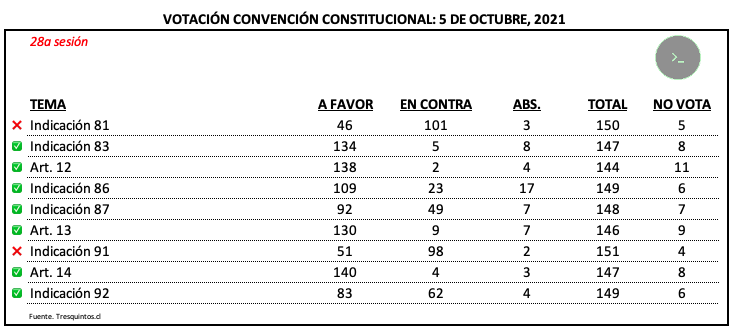 VOTACIÓN CONVENCIÓN CONSTITUCIONAL: 5 DE OCTUBRE, 2021
28a sesión
>_
TEMA A FAVOR EN CONTRA ABS. TOTAL NO VOTA
Indicación 81 46 101 3 150 5
Indicación 83 134 5 8 147 8
Art. 12 138 2 4 144 11
Indicación 86 109 23 17 149 6
Indicación 87 92 49 7 148 7
Art. 13 130 9 7 146 9
Indicación 91 51 98 2 151 4
Art. 14 140 4 3 147 8
Indicación 92 83 62 4 149 6
Fuente. Tresquintos.cl